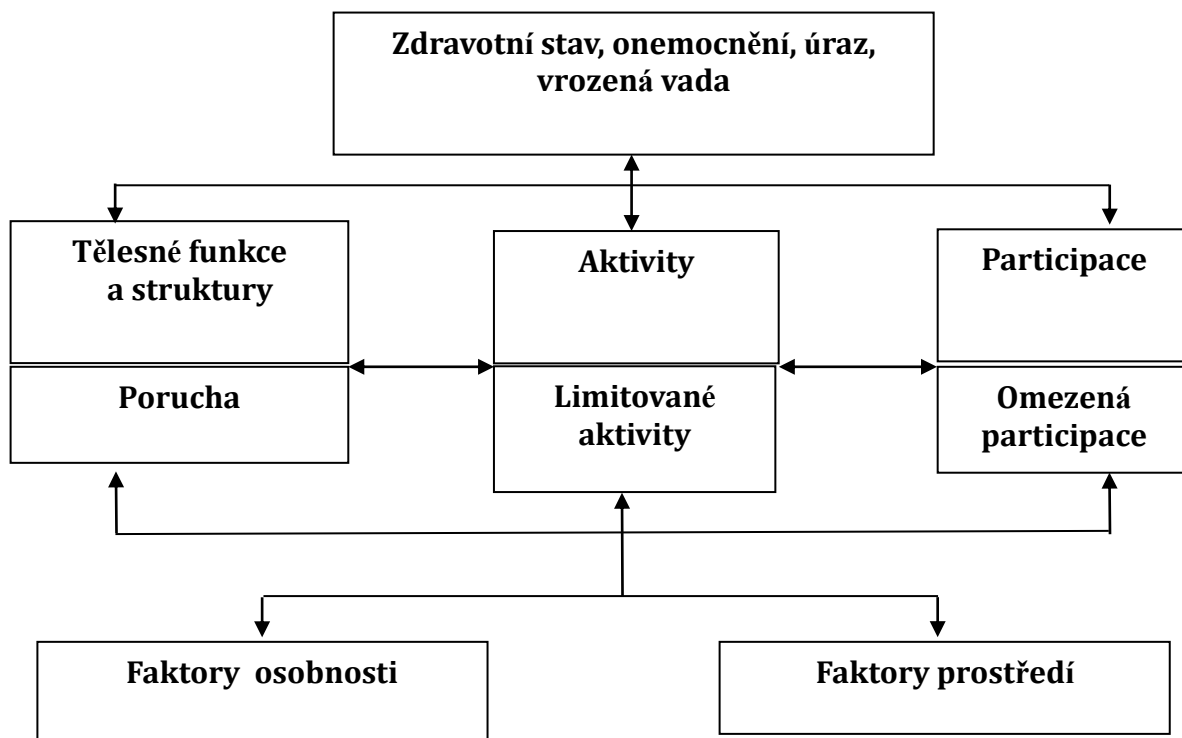 Zdravotní stav, onemocnění, úraz,
vrozená vada
Tělesné funkce
a struktury
Aktivity
Participace
Porucha
Limitované
aktivity
Omezená
participace
Faktory osobnosti
Faktory prostředí